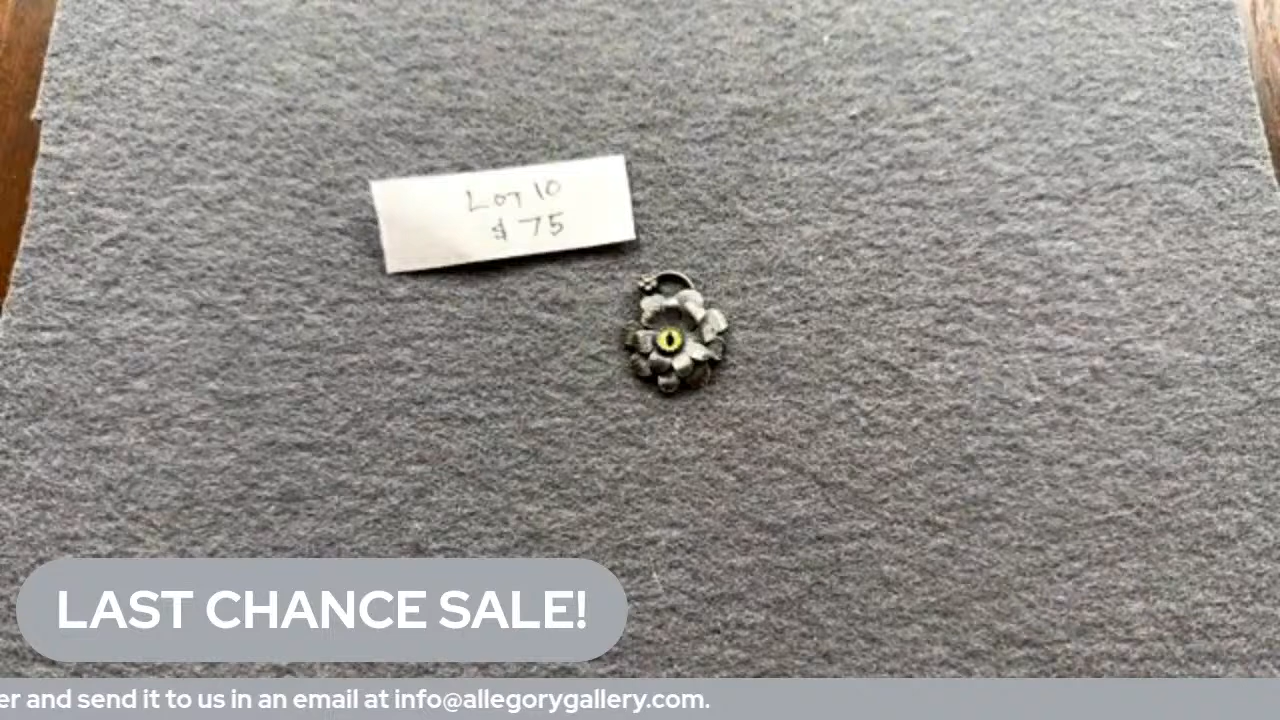 LOT 10
$ 75
LAST CHANCE SALE!
er and send it to us in an email at info@allegorygallery.com.